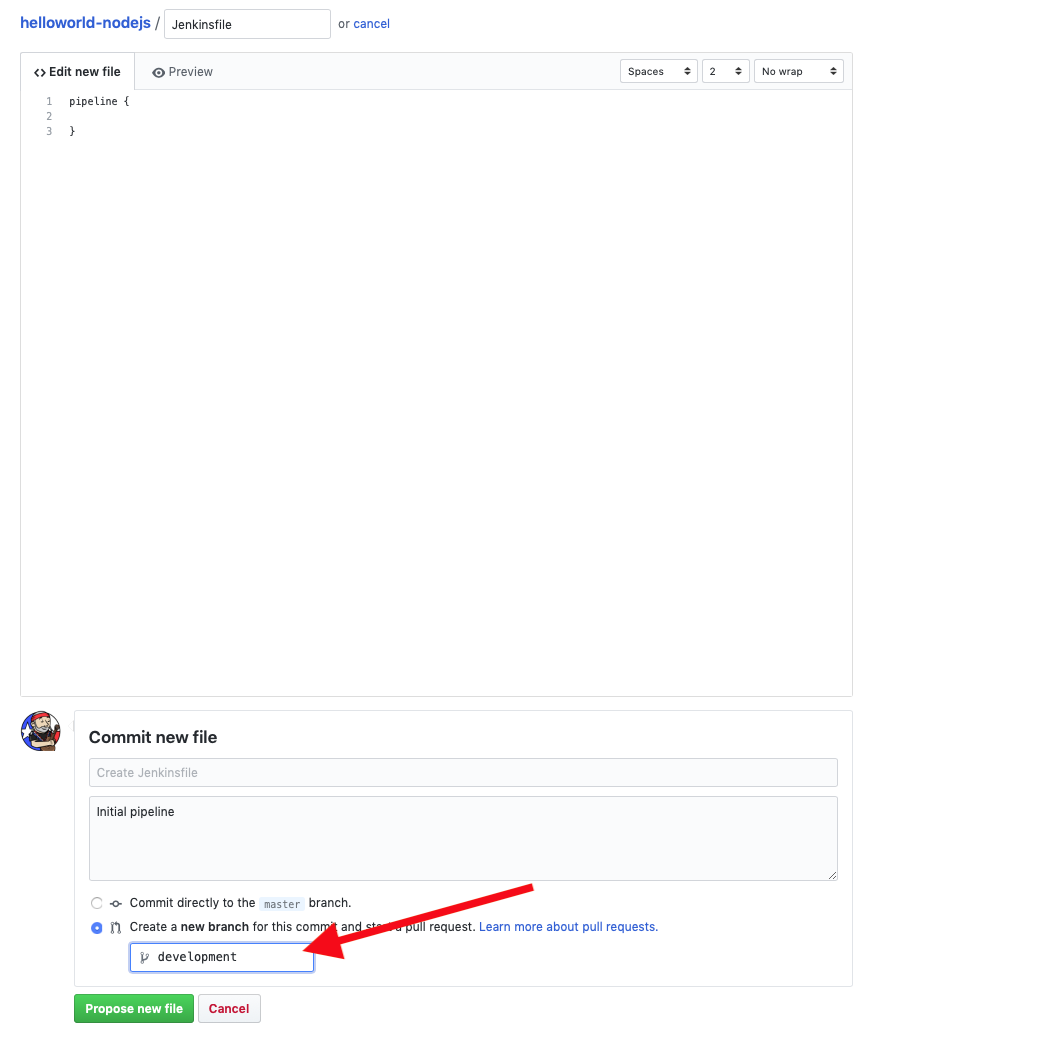 helloworld-nodejs / Jenkinsfile or cancel
Edit new file Preview Spaces 2 No wrap
1 pipeline {
2
3 }
Commit new file
Create Jenkinsfile
Initial pipeline
Commit directly to the master branch.
Create a new branch for this commit and start a pull request. Learn more about pull requests.
development
Propose new file Cancel